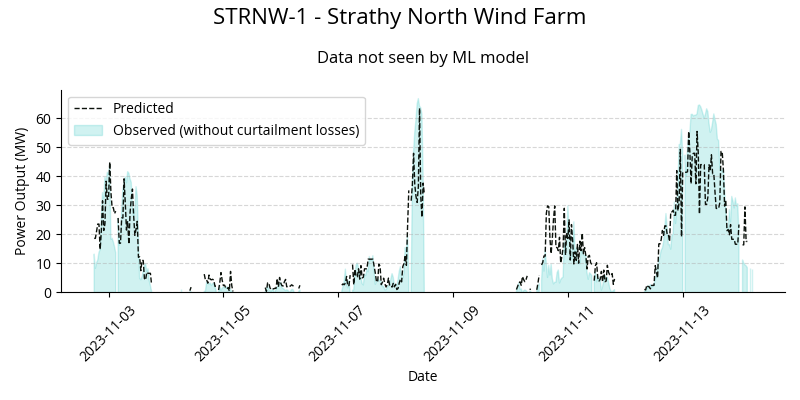 STRNW-1 - Strathy North Wind Farm
Data not seen by ML model
Predicted
Observed (without curtailment losses)
Power Output (MW)
60
50
40
30
20
10
0
2023-11-03
2023-11-05
2023-11-07
2023-11-09
2023-11-11
2023-11-13
Date